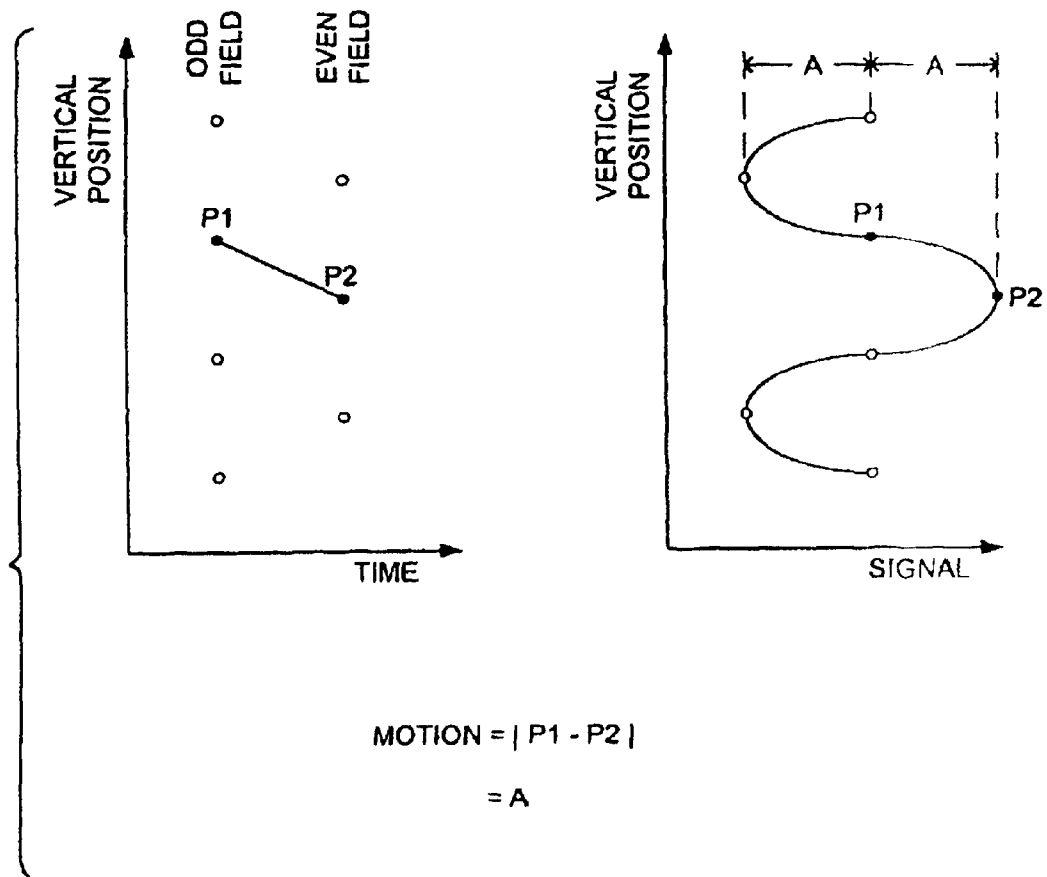 ODD
FIELD
EVEN
FIELD
VERTICAL
POSITION
P1
P2
TIME
VERTICAL
POSITION
A
A
P1
P2
SIGNAL
MOTION = | P1 - P2 |
= A